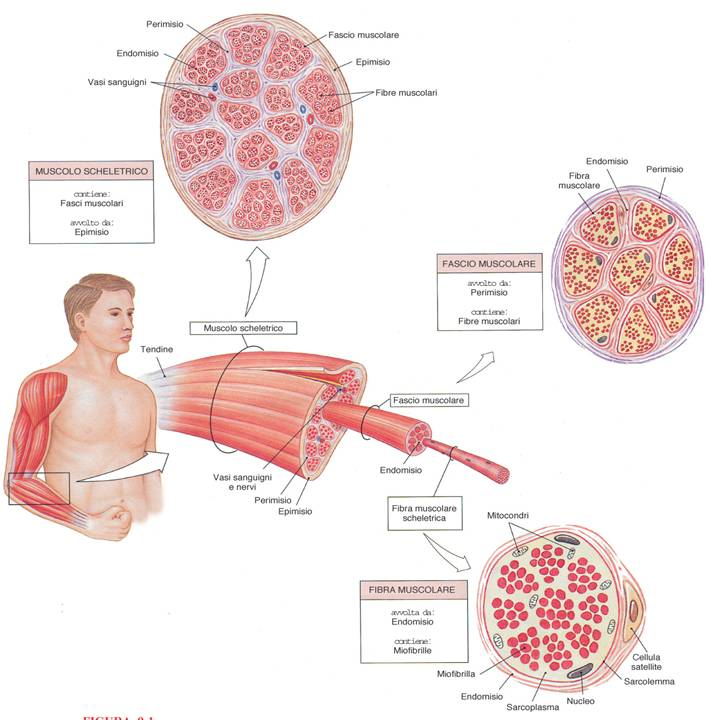 Perimisio
Endomisio
Vasi sanguigni
Fascio muscolare
Epimisio
Fibre muscolari
MUSCOLO SCHELETRICO
contiene:
Fasci muscolari
avvolto da:
Epimisio
Endomisio
Fibra
muscolare
Perimisio
FASCIO MUSCOLARE
avvolto da:
Perimisio
contiene:
Fibre muscolari
Muscolo scheletrico
Tendine
Fascio muscolare
Endomisio
Vasi sanguigni
e nervi
Perimisio
Epimisio
Fibra muscolare
scheletrica
Mitocondri
FIBRA MUSCOLARE
avvolta da:
Endomisio
contiene:
Miofibrille
Miofibrilla
Endomisio
Sarcoplasma
Nucleo
Sarcolemma
Cellula
satellite